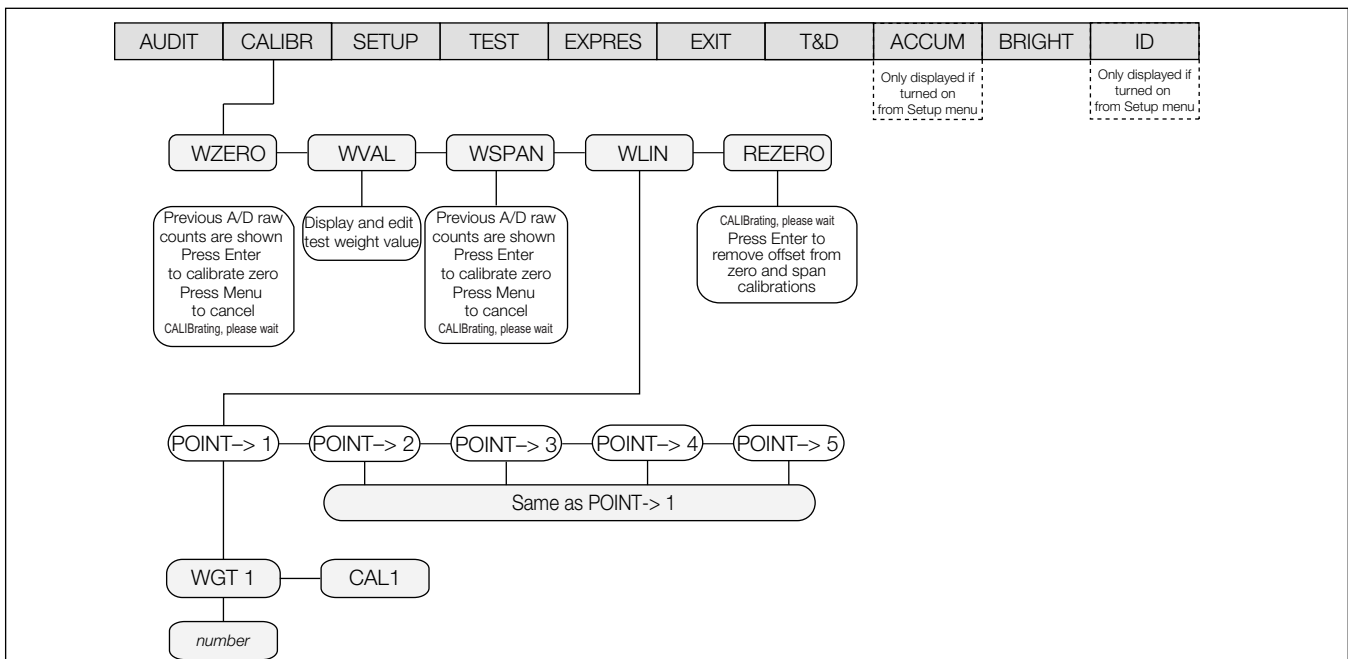 AUDIT CALIBR SETUP TEST EXPRES EXIT T&D ACCUM BRIGHT ID
Only displayed if
turned on
from Setup menu
Only displayed if
turned on
from Setup menu
WZERO WVAL WSPAN WLIN REZERO
Previous A/D raw
counts are shown
Press Enter
to calibrate zero
Press Menu
to cancel
CALIBrating, please wait
Display and edit
test weight value
Previous A/D raw
counts are shown
Press Enter
to calibrate zero
Press Menu
to cancel
CALIBrating, please wait
CALIBrating, please wait
Press Enter to
remove offset from
zero and span
calibrations
POINT–> 1 POINT–> 2 POINT–> 3 POINT–> 4 POINT–> 5
Same as POINT-> 1
WGT 1 CAL1
number